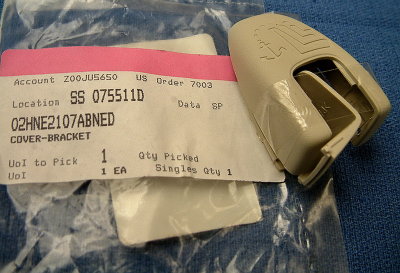 Account Z00JU5650 US Order 7003
Location SS 075511D Data SP
02HNE2107ABNED
COVER-BRACKET
UoI to Pick 1 Qty Picked
UoI 1 EA Singles Qty 1